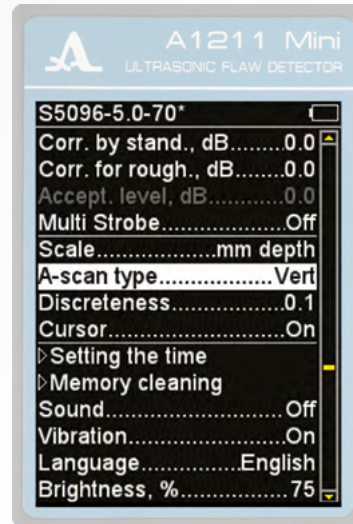 A1211 Mini
ULTRASONIC FLAW DETECTOR
S5096-5.0-70*
Corr. by stand., dB........0.0
Corr. for rough., dB.......0.0
Accept. level, dB............0.0
Multi Strobe....................Off
Scale...................mm depth
A-scan type...................Vert
Discreteness..................0.1
Cursor............................On
▷Setting the time
▷Memory cleaning
Sound............................Off
Vibration........................On
Language................English
Brightness, %.................75